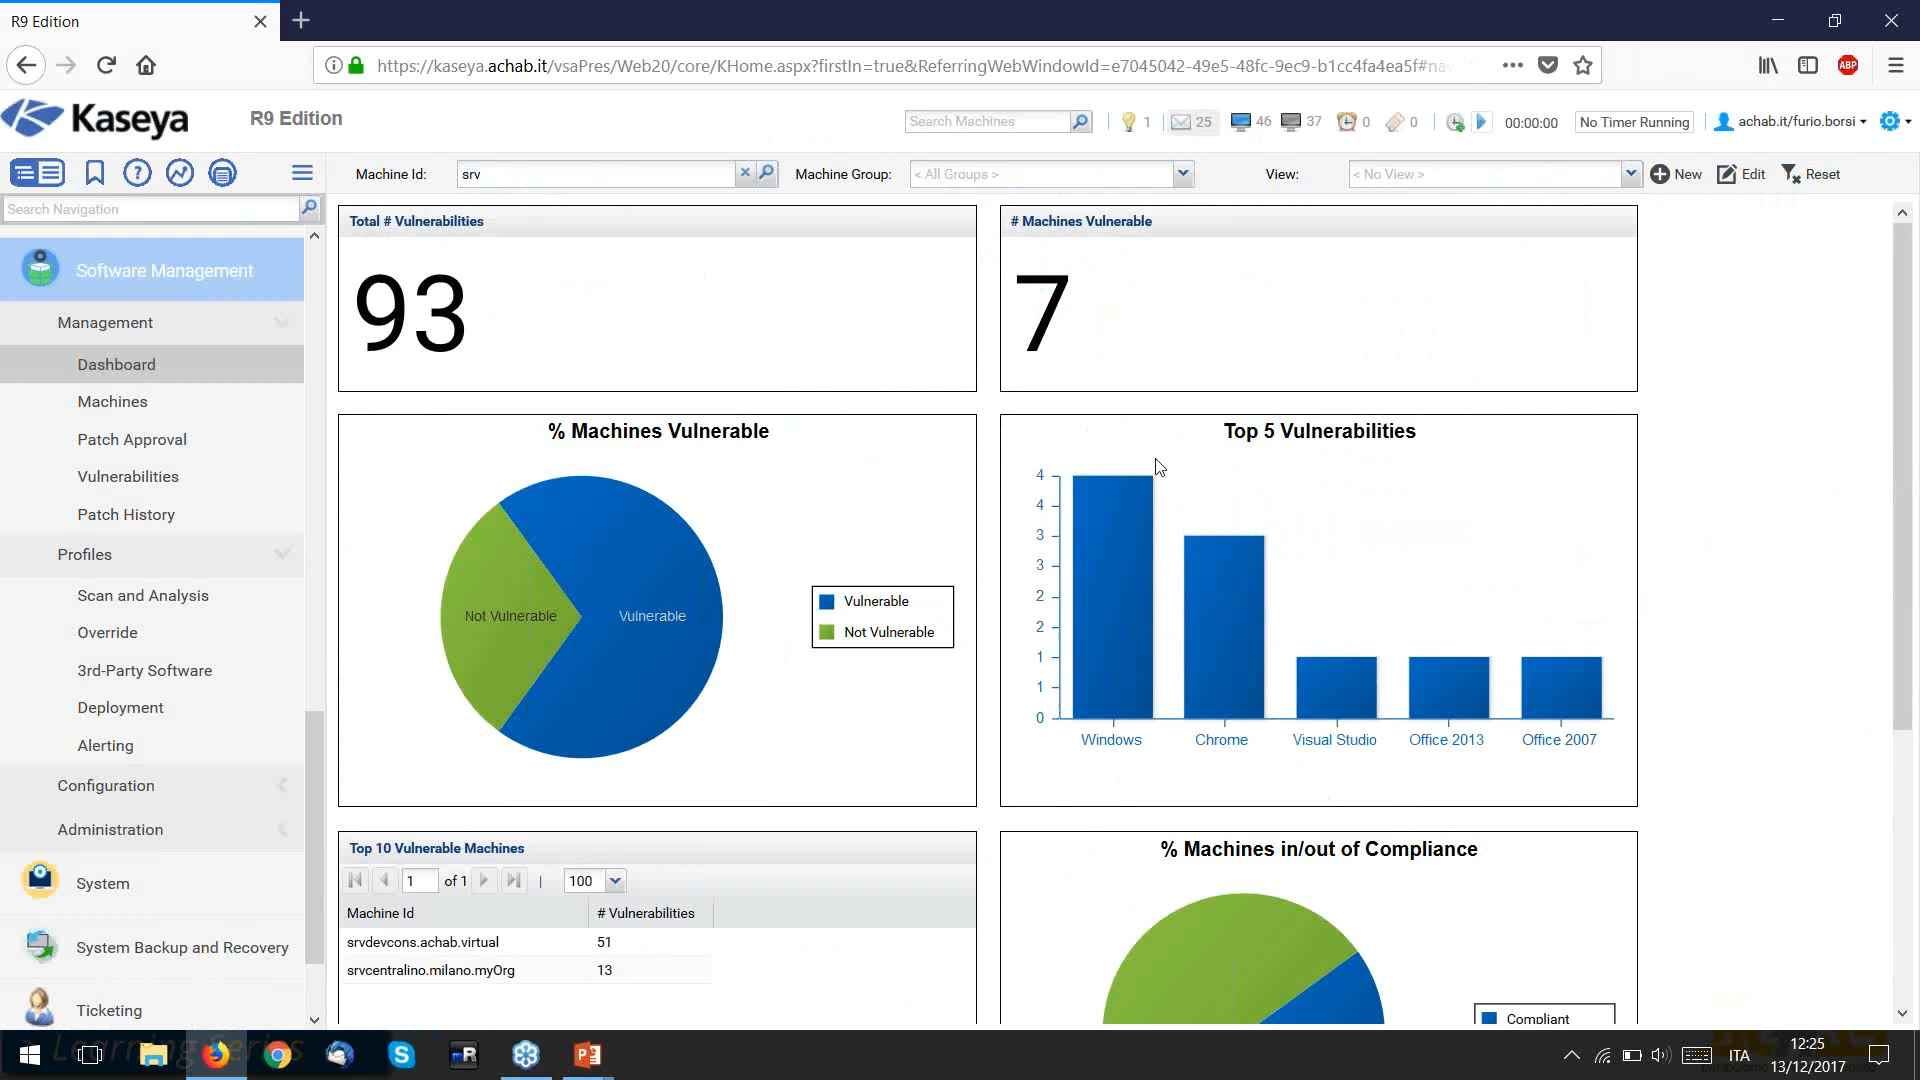 R9 Edition
https://kaseya.achab.it/vsaPres/Web20/core/KHome.aspx?firstIn=true&ReferringWebWindowId=e7045042-49e5-48fc-9ec9-b1cc4fa4ea5f#na
ABP
Kaseya
R9 Edition
Search Machines
1
25
46
37
0
0
00:00:00
No Timer Running
achab.it/furio.borsi
Machine Id:
srv
Machine Group:
< All Groups >
View:
< No View >
New
Edit
Reset
Search Navigation
Software Management
Management
Dashboard
Machines
Patch Approval
Vulnerabilities
Patch History
Profiles
Scan and Analysis
Override
3rd-Party Software
Deployment
Alerting
Configuration
Administration
System
System Backup and Recovery
Ticketing
Total # Vulnerabilities
93
# Machines Vulnerable
7
% Machines Vulnerable
Not Vulnerable
Vulnerable
Vulnerable
Not Vulnerable
Top 5 Vulnerabilities
4
4
3
3
2
2
1
1
0
Windows Chrome Visual Studio Office 2013 Office 2007
Top 10 Vulnerable Machines
1 of 1 | 100
Machine Id # Vulnerabilities
srvdevcons.achab.virtual 51
srvcentralino.milano.myOrg 13
% Machines in/out of Compliance
Compliant
Learning Series
ITA
12:25
13/12/2017